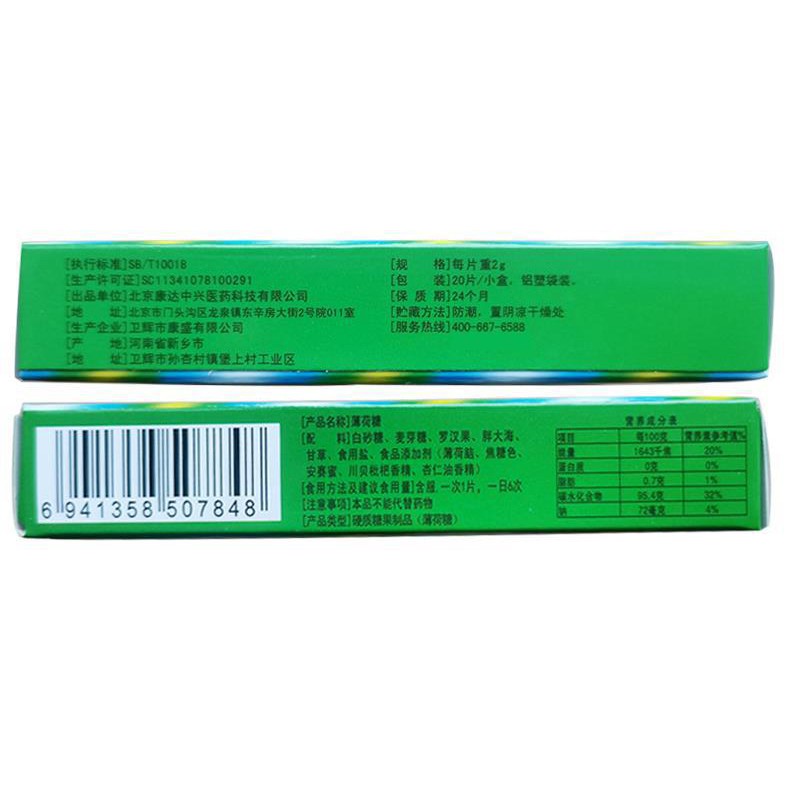 [执行标准]SB/T10018
[生产许可证]SC11341078100291
[出品单位]北京康达中兴医药科技有限公司
[地 址]北京市门头沟区龙泉镇东辛房大街2号院011室
[生产企业]卫辉市康盛有限公司
[产 地]河南省新乡市
[地 址]卫辉市孙杏村镇堡上村工业区
[规 格]每片重2g
[包 装]20片/小盒，铝塑袋装。
[保 质 期]24个月
[贮藏方法]防潮，置阴凉干燥处
[服务热线]400-667-6588
6 941358 507848
[产品名称]薄荷糖
[配 料]白砂糖、麦芽糖、罗汉果、胖大海、
甘草、食用盐、食品添加剂（薄荷脑、焦糖色、
安赛蜜、川贝枇杷香精、杏仁油香精）
[食用方法及建议食用量]含服.一次1片，一日6次
[注意事项]本品不能代替药物
[产品类型]硬质糖果制品（薄荷糖）
营养成分表
项目 每100克 营养素参考值%
能量 1643千焦 20%
蛋白质 0克 0%
脂肪 0.7克 1%
碳水化合物 95.4克 32%
钠 72毫克 4%